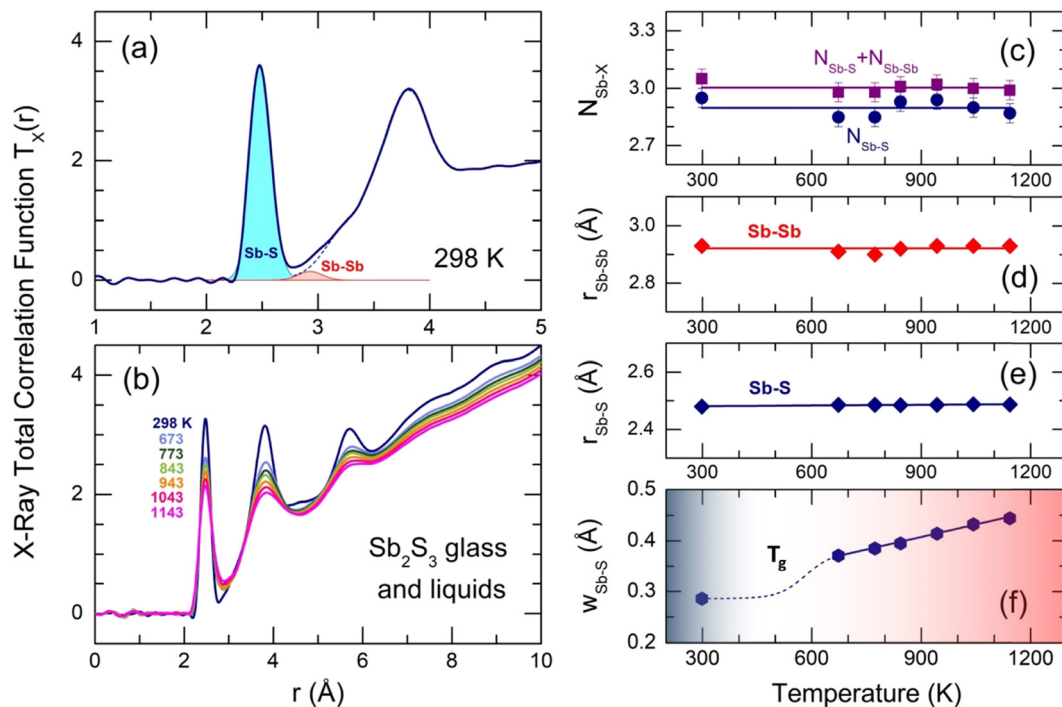 X-Ray Total Correlation Function T_X(r)
(a)
4
2
0
Sb-S
Sb-Sb
298 K
1 2 3 4 5
(b)
4
2
0
298 K
673
773
843
943
1043
1143
Sb₂S₃ glass
and liquids
0 2 4 6 8 10
r (Å)
(c)
N_Sb-X
3.3
3.0
2.7
N_Sb-S+N_Sb-Sb
N_Sb-S
300 600 900 1200
(d)
r_Sb-Sb (Å)
3.0
2.9
2.8
Sb-Sb
300 600 900 1200
(e)
r_Sb-S (Å)
2.6
2.5
2.4
Sb-S
300 600 900 1200
(f)
w_Sb-S (Å)
0.5
0.4
0.3
0.2
T_g
300 600 900 1200
Temperature (K)